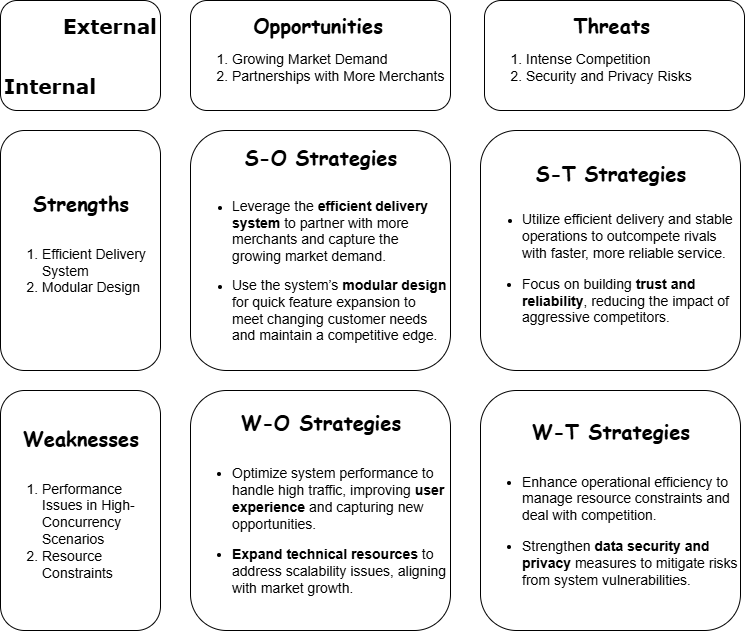 External
Internal
Opportunities
1. Growing Market Demand
2. Partnerships with More Merchants
Threats
1. Intense Competition
2. Security and Privacy Risks
Strengths
1. Efficient Delivery
System
2. Modular Design
S-O Strategies
• Leverage the efficient delivery
system to partner with more
merchants and capture the
growing market demand.
• Use the system's modular design
for quick feature expansion to
meet changing customer needs
and maintain a competitive edge.
S-T Strategies
• Utilize efficient delivery and stable
operations to outcompete rivals
with faster, more reliable service.
• Focus on building trust and
reliability, reducing the impact of
aggressive competitors.
Weaknesses
1. Performance
Issues in High-
Concurrency
Scenarios
2. Resource
Constraints
W-O Strategies
• Optimize system performance to
handle high traffic, improving user
experience and capturing new
opportunities.
• Expand technical resources to
address scalability issues, aligning
with market growth.
W-T Strategies
• Enhance operational efficiency to
manage resource constraints and
deal with competition.
• Strengthen data security and
privacy measures to mitigate risks
from system vulnerabilities.